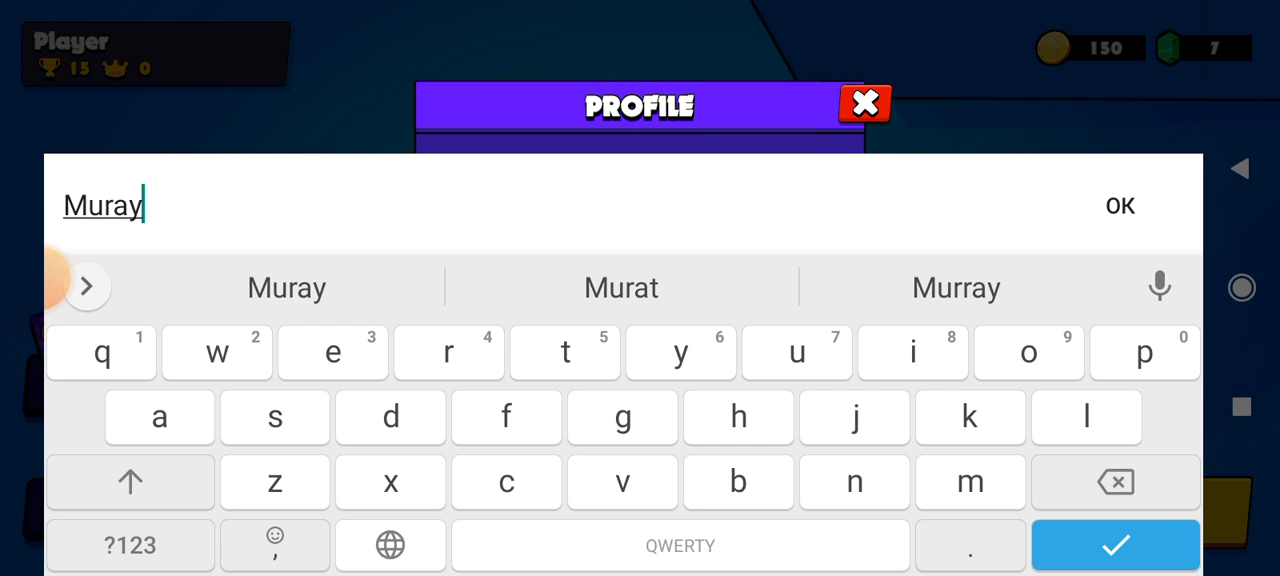 Player
15 0
150 7
PROFILE
Muray
OK
Muray Murat Murray
q 1 w 2 e 3 r 4 t 5 y 6 u 7 i 8 o 9 p 0
a s d f g h j k l
z x c v b n m
?123 , QWERTY .